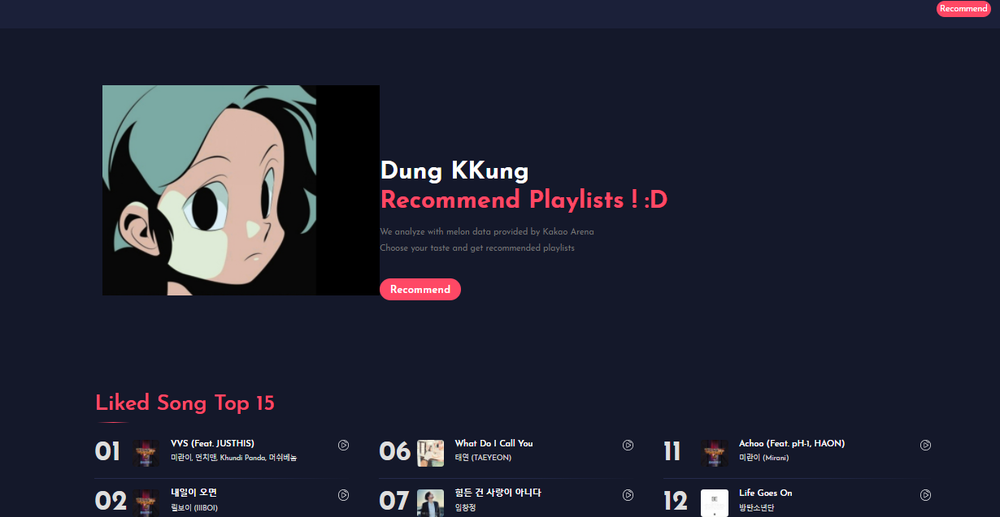 Recommend
Dung KKung
Recommend Playlists ! :D
We analyze with melon data provided by Kakao Arena
Choose your taste and get recommended playlists
Recommend
Liked Song Top 15
01
VVS (Feat. JUSTHIS)
미란이, 먼치맨, Khundi Panda, 머쉬베놈
02
내일이 오면
릴보이 (lIlBOI)
06
What Do I Call You
태연 (TAEYEON)
07
힘든 건 사랑이 아니다
임창정
11
Achoo (Feat. pH-1, HAON)
미란이 (Mirani)
12
BE
Life Goes On
방탄소년단